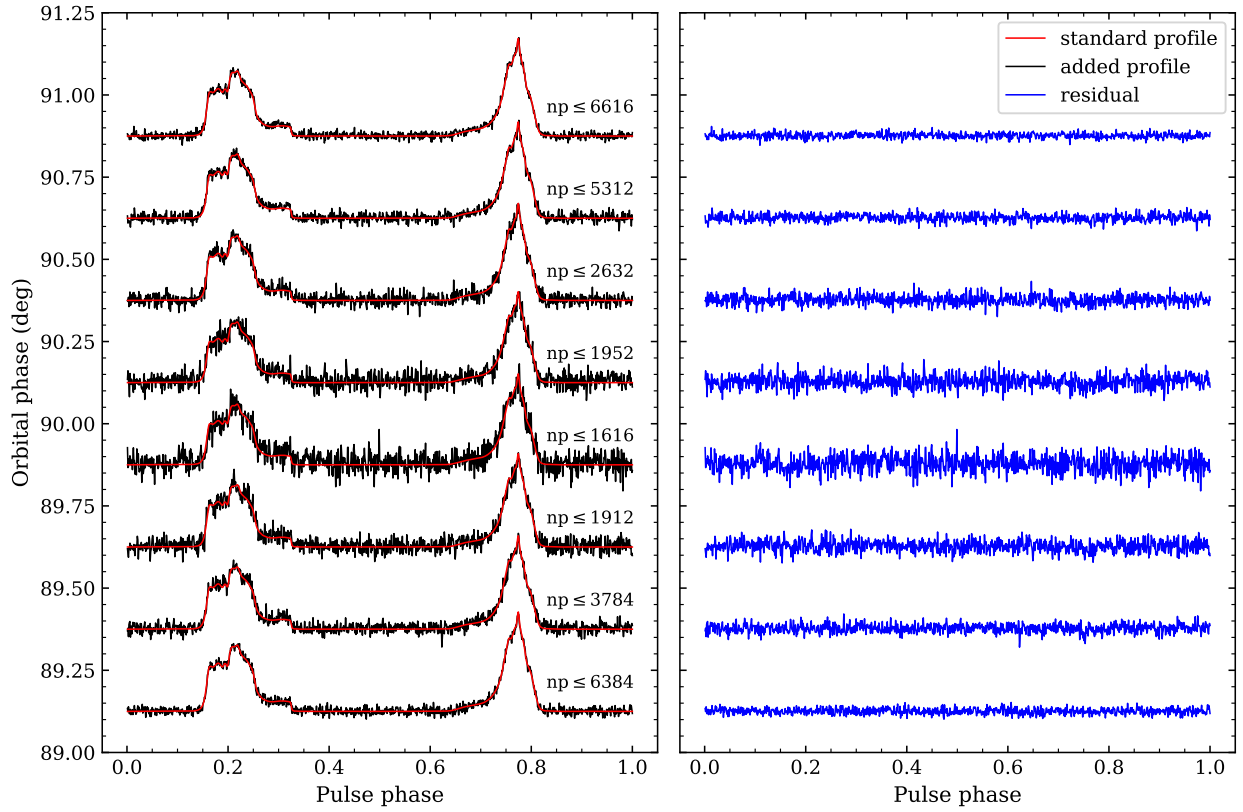 91.25
91.00
90.75
90.50
90.25
90.00
89.75
89.50
89.25
89.00
Orbital phase (deg)
np ≤ 6616
np ≤ 5312
np ≤ 2632
np ≤ 1952
np ≤ 1616
np ≤ 1912
np ≤ 3784
np ≤ 6384
0.0 0.2 0.4 0.6 0.8 1.0
Pulse phase
standard profile
added profile
residual
0.0 0.2 0.4 0.6 0.8 1.0
Pulse phase